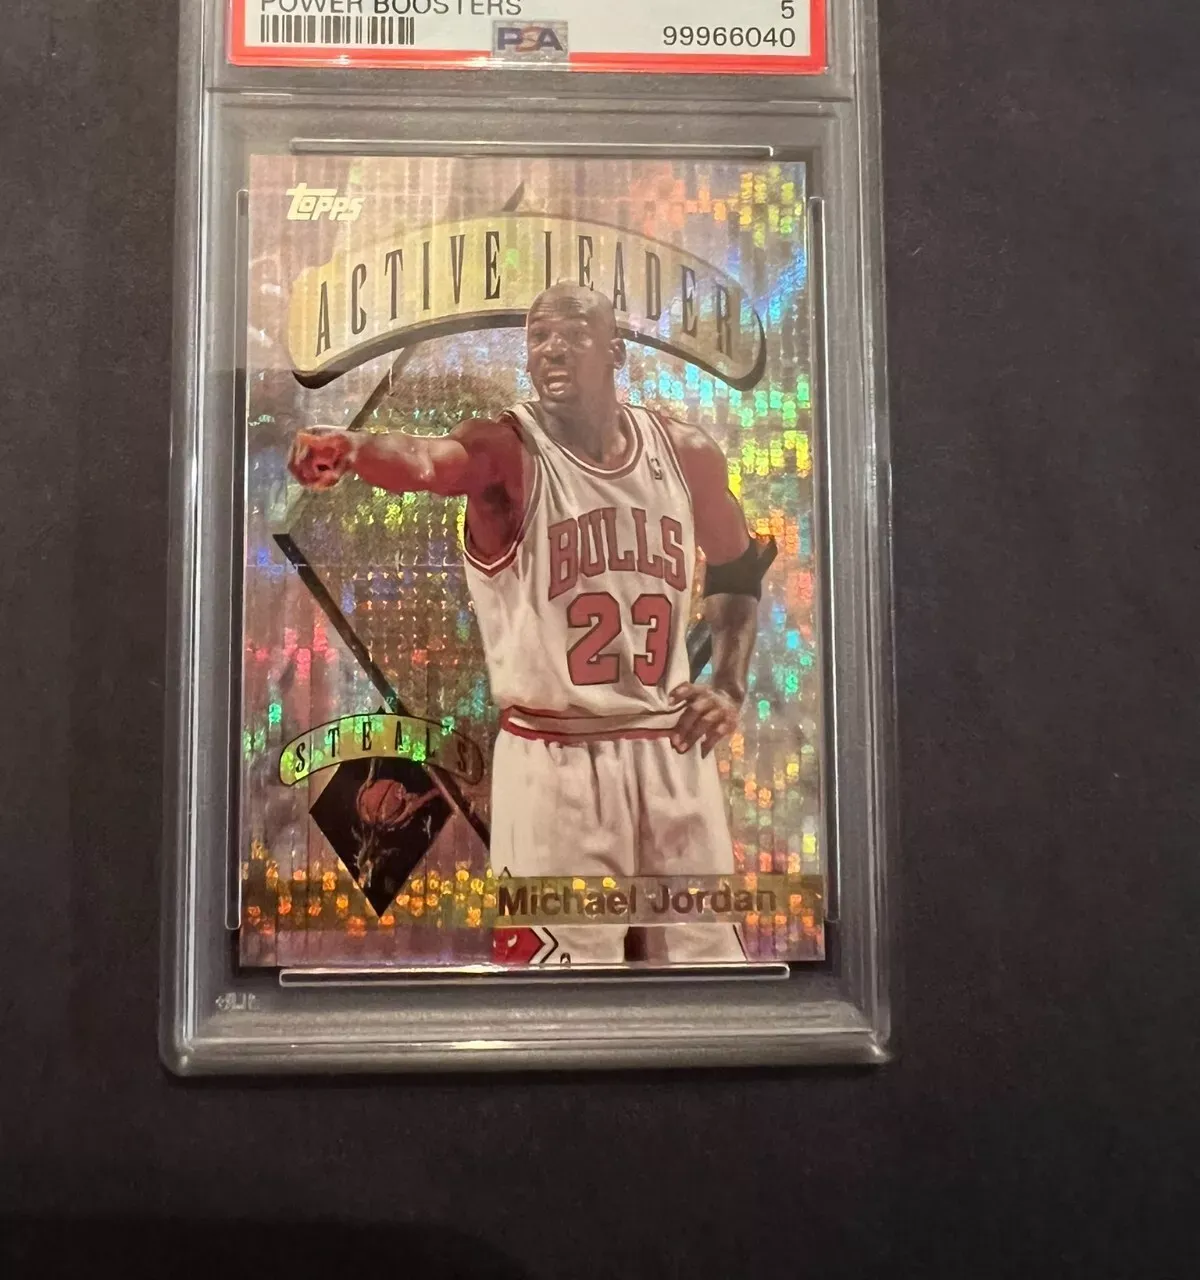 POWER BOOSTERS 5
PSA 99966040
Topps
ACTIVE LEADER
BULLS
23
STEALS
Michael Jordan